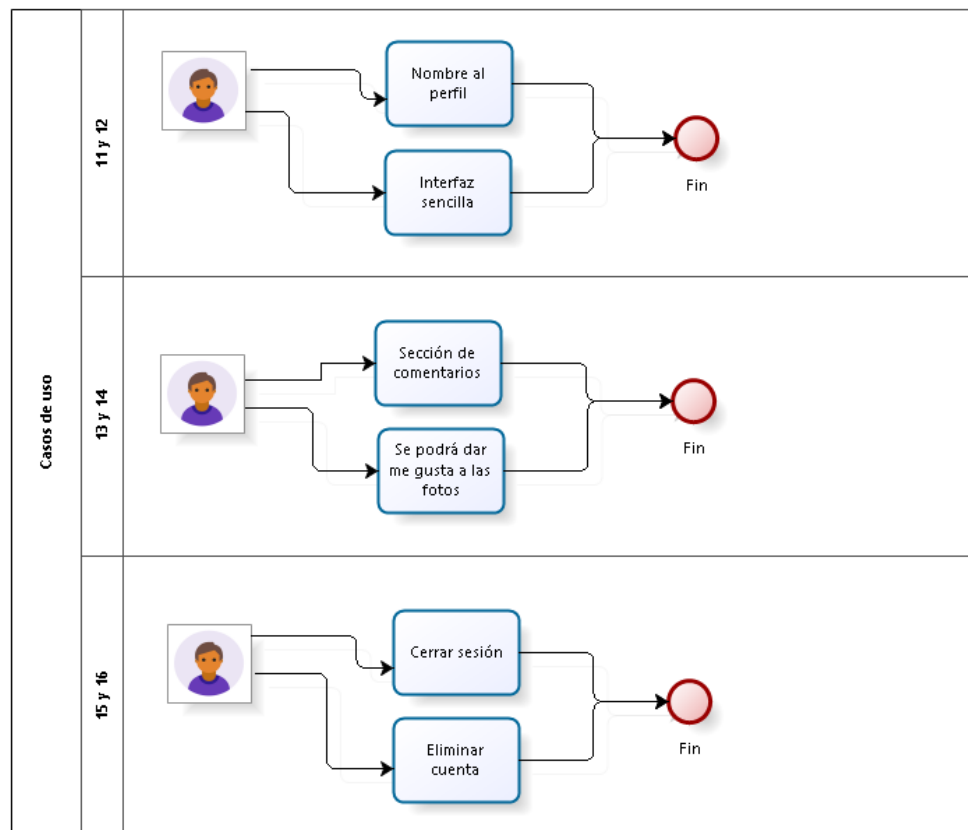 Casos de uso
11 y 12
Nombre al
perfil
Interfaz
sencilla
Fin
13 y 14
Sección de
comentarios
Se podrá dar
me gusta a las
fotos
Fin
15 y 16
Cerrar sesión
Eliminar
cuenta
Fin